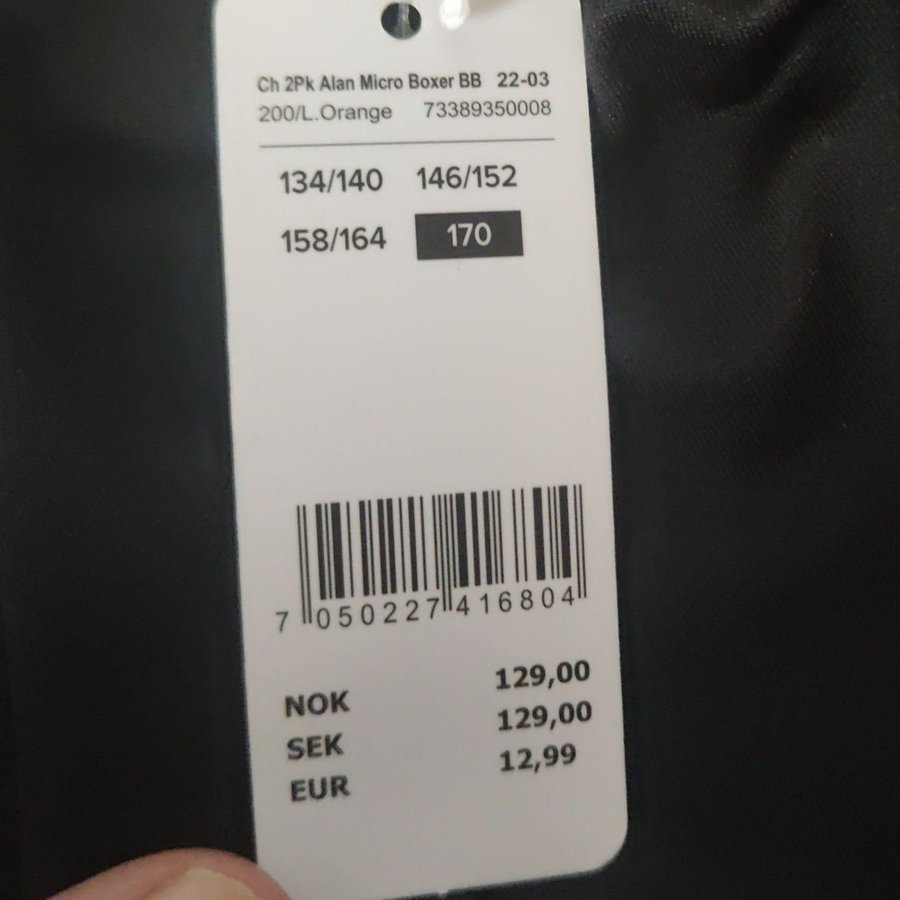 Ch 2Pk Alan Micro Boxer BB 22-03
200/L.Orange 73389350008
134/140 146/152
158/164 170
7 050227 416804
NOK 129,00
SEK 129,00
EUR 12,99